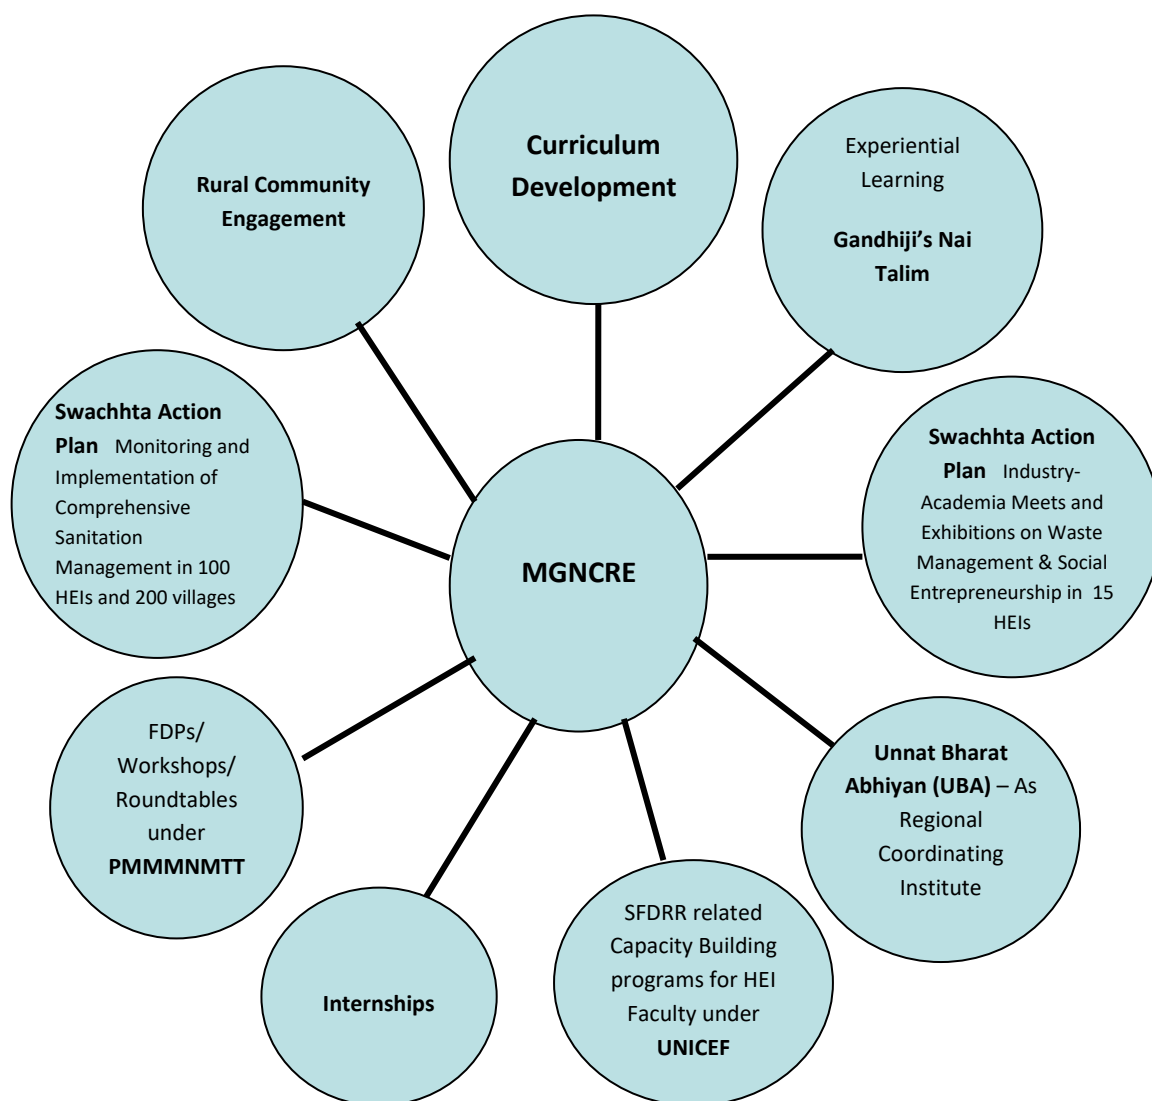 Curriculum
Development
Experiential
Learning
Gandhiji’s Nai
Talim
Rural Community
Engagement
Swachhta Action
Plan Monitoring and
Implementation of
Comprehensive
Sanitation
Management in 100
HEIs and 200 villages
Swachhta Action
Plan Industry-
Academia Meets and
Exhibitions on Waste
Management & Social
Entrepreneurship in 15
HEIs
MGNCRE
FDPs/
Workshops/
Roundtables
under
PMMMNMTT
Unnat Bharat
Abhiyan (UBA) – As
Regional
Coordinating
Institute
Internships
SFDRR related
Capacity Building
programs for HEI
Faculty under
UNICEF